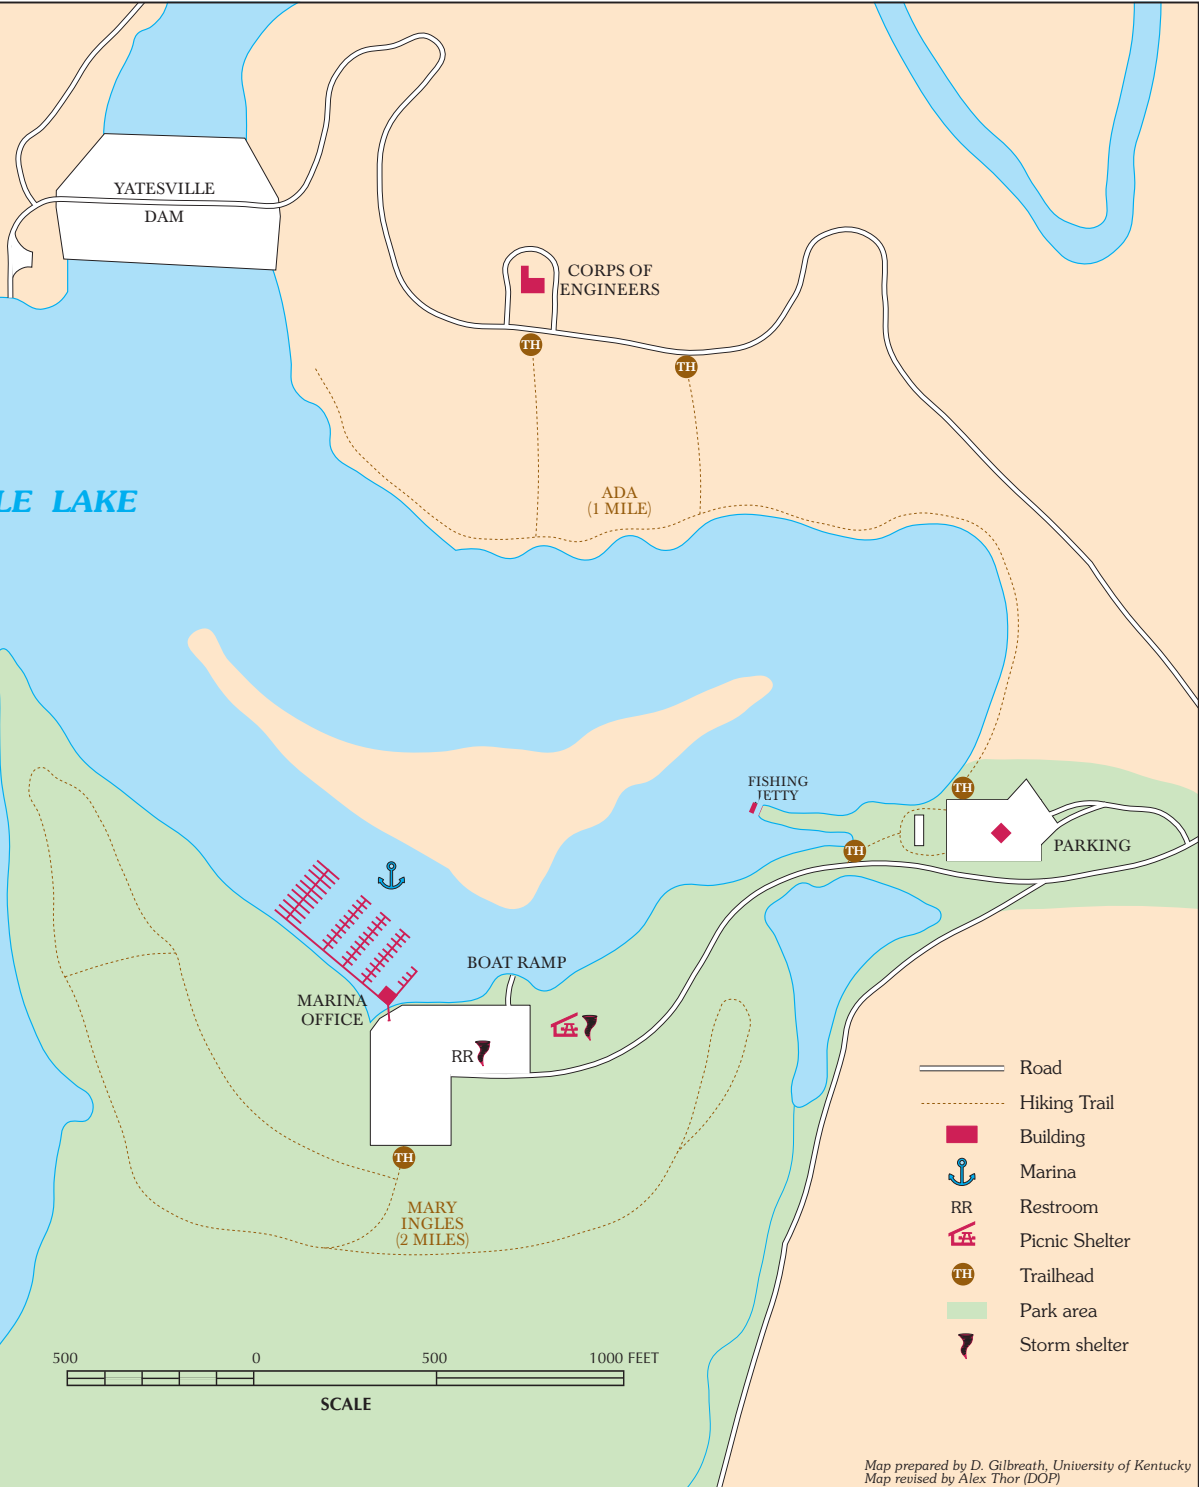 YATESVILLE
DAM
CORPS OF
ENGINEERS
TH
TH
LE LAKE
ADA
(1 MILE)
FISHING
JETTY
TH
PARKING
TH
BOAT RAMP
MARINA
OFFICE
RR
TH
MARY
INGLES
(2 MILES)
Road
Hiking Trail
Building
Marina
RR Restroom
Picnic Shelter
TH Trailhead
Park area
Storm shelter
500 0 500 1000 FEET
SCALE
Map prepared by D. Gilbreath, University of Kentucky
Map revised by Alex Thor (DOP)